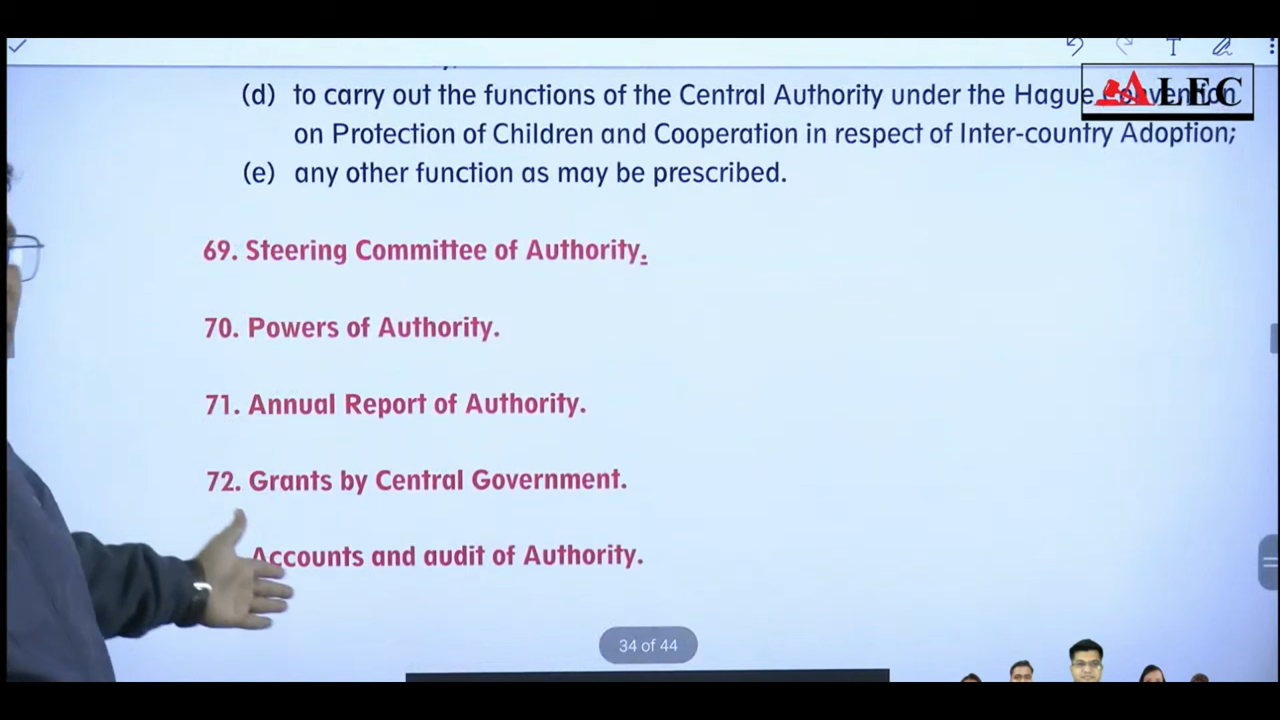 (d) to carry out the functions of the Central Authority under the Hague Convention
on Protection of Children and Cooperation in respect of Inter-country Adoption;
(e) any other function as may be prescribed.
69. Steering Committee of Authority.
70. Powers of Authority.
71. Annual Report of Authority.
72. Grants by Central Government.
Accounts and audit of Authority.
34 of 44
LEC